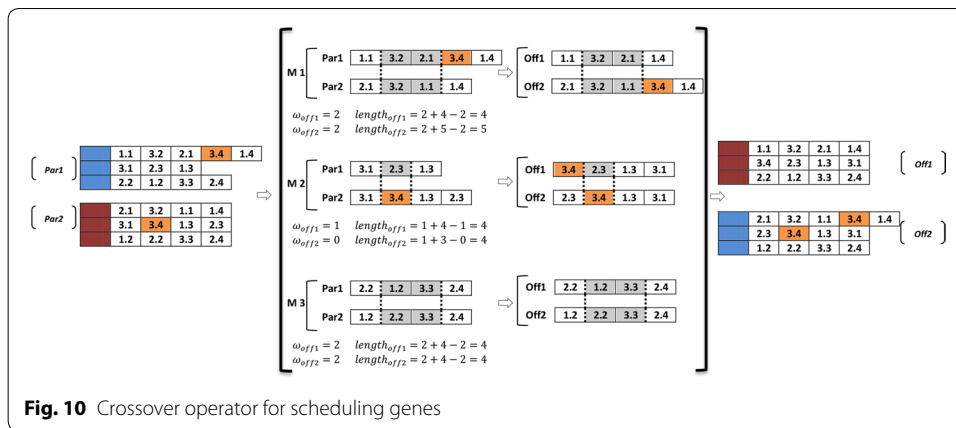 Par1
1.1 3.2 2.1 3.4 1.4
3.1 2.3 1.3
2.2 1.2 3.3 2.4
Par2
2.1 3.2 1.1 1.4
3.1 3.4 1.3 2.3
1.2 2.2 3.3 2.4
M 1
Par1 1.1 3.2 2.1 3.4 1.4
Par2 2.1 3.2 1.1 1.4
Off1 1.1 3.2 2.1 1.4
Off2 2.1 3.2 1.1 3.4 1.4
ω_off1 = 2 length_off1 = 2 + 4 − 2 = 4
ω_off2 = 2 length_off2 = 2 + 5 − 2 = 5
M 2
Par1 3.1 2.3 1.3
Par2 3.1 3.4 1.3 2.3
Off1 3.4 2.3 1.3 3.1
Off2 2.3 3.4 1.3 3.1
ω_off1 = 1 length_off1 = 1 + 4 − 1 = 4
ω_off2 = 0 length_off2 = 1 + 3 − 0 = 4
M 3
Par1 2.2 1.2 3.3 2.4
Par2 1.2 2.2 3.3 2.4
Off1 2.2 1.2 3.3 2.4
Off2 1.2 2.2 3.3 2.4
ω_off1 = 2 length_off1 = 2 + 4 − 2 = 4
ω_off2 = 2 length_off2 = 2 + 4 − 2 = 4
1.1 3.2 2.1 1.4
3.4 2.3 1.3 3.1
2.2 1.2 3.3 2.4
Off1
2.1 3.2 1.1 3.4 1.4
2.3 3.4 1.3 3.1
1.2 2.2 3.3 2.4
Off2
Fig. 10 Crossover operator for scheduling genes